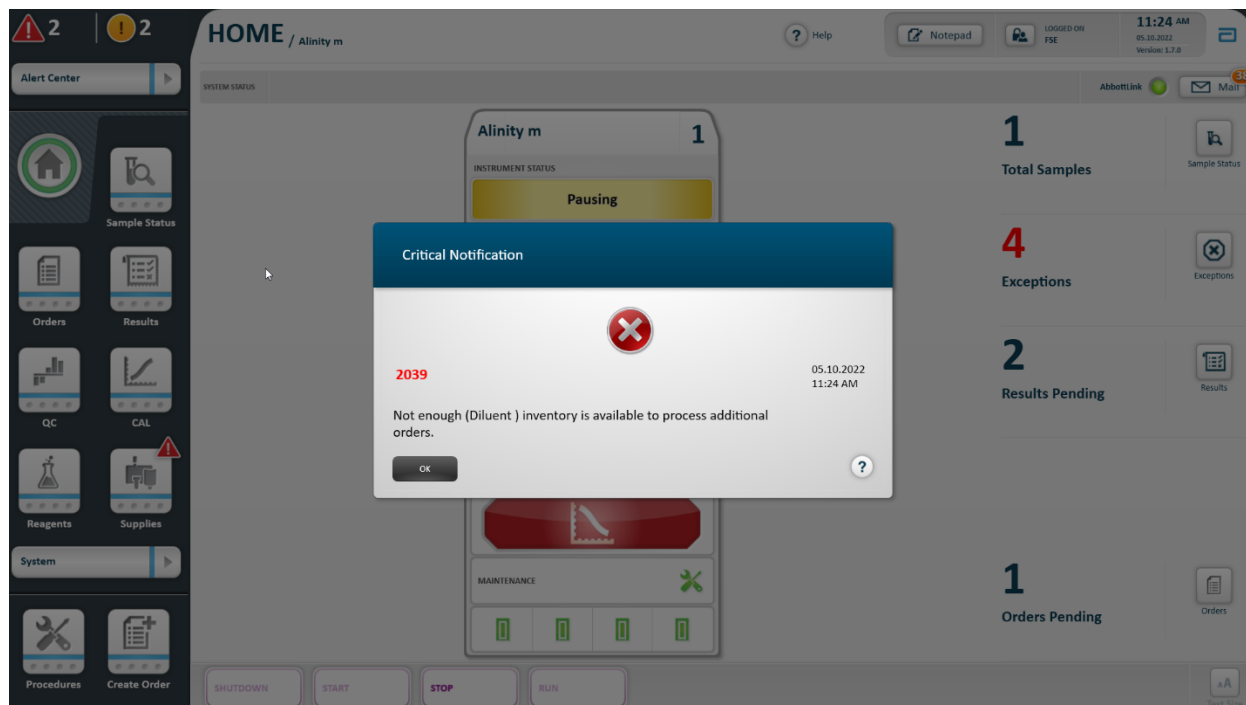 2
2
HOME / Alinity m
Help
Notepad
LOGGED ON
FSE
11:24 AM
05.10.2022
Version: 1.7.0
Alert Center
SYSTEM STATUS
AbbottLink
Mail
38
Alinity m
1
INSTRUMENT STATUS
Pausing
1
Total Samples
Sample Status
Sample Status
Critical Notification
4
Exceptions
Exceptions
2039
05.10.2022
11:24 AM
Not enough (Diluent ) inventory is available to process additional
orders.
OK
?
Orders
Results
2
Results Pending
Results
QC
CAL
Reagents
Supplies
System
MAINTENANCE
1
Orders Pending
Orders
Procedures
Create Order
SHUTDOWN
START
STOP
RUN
AA
Text Size